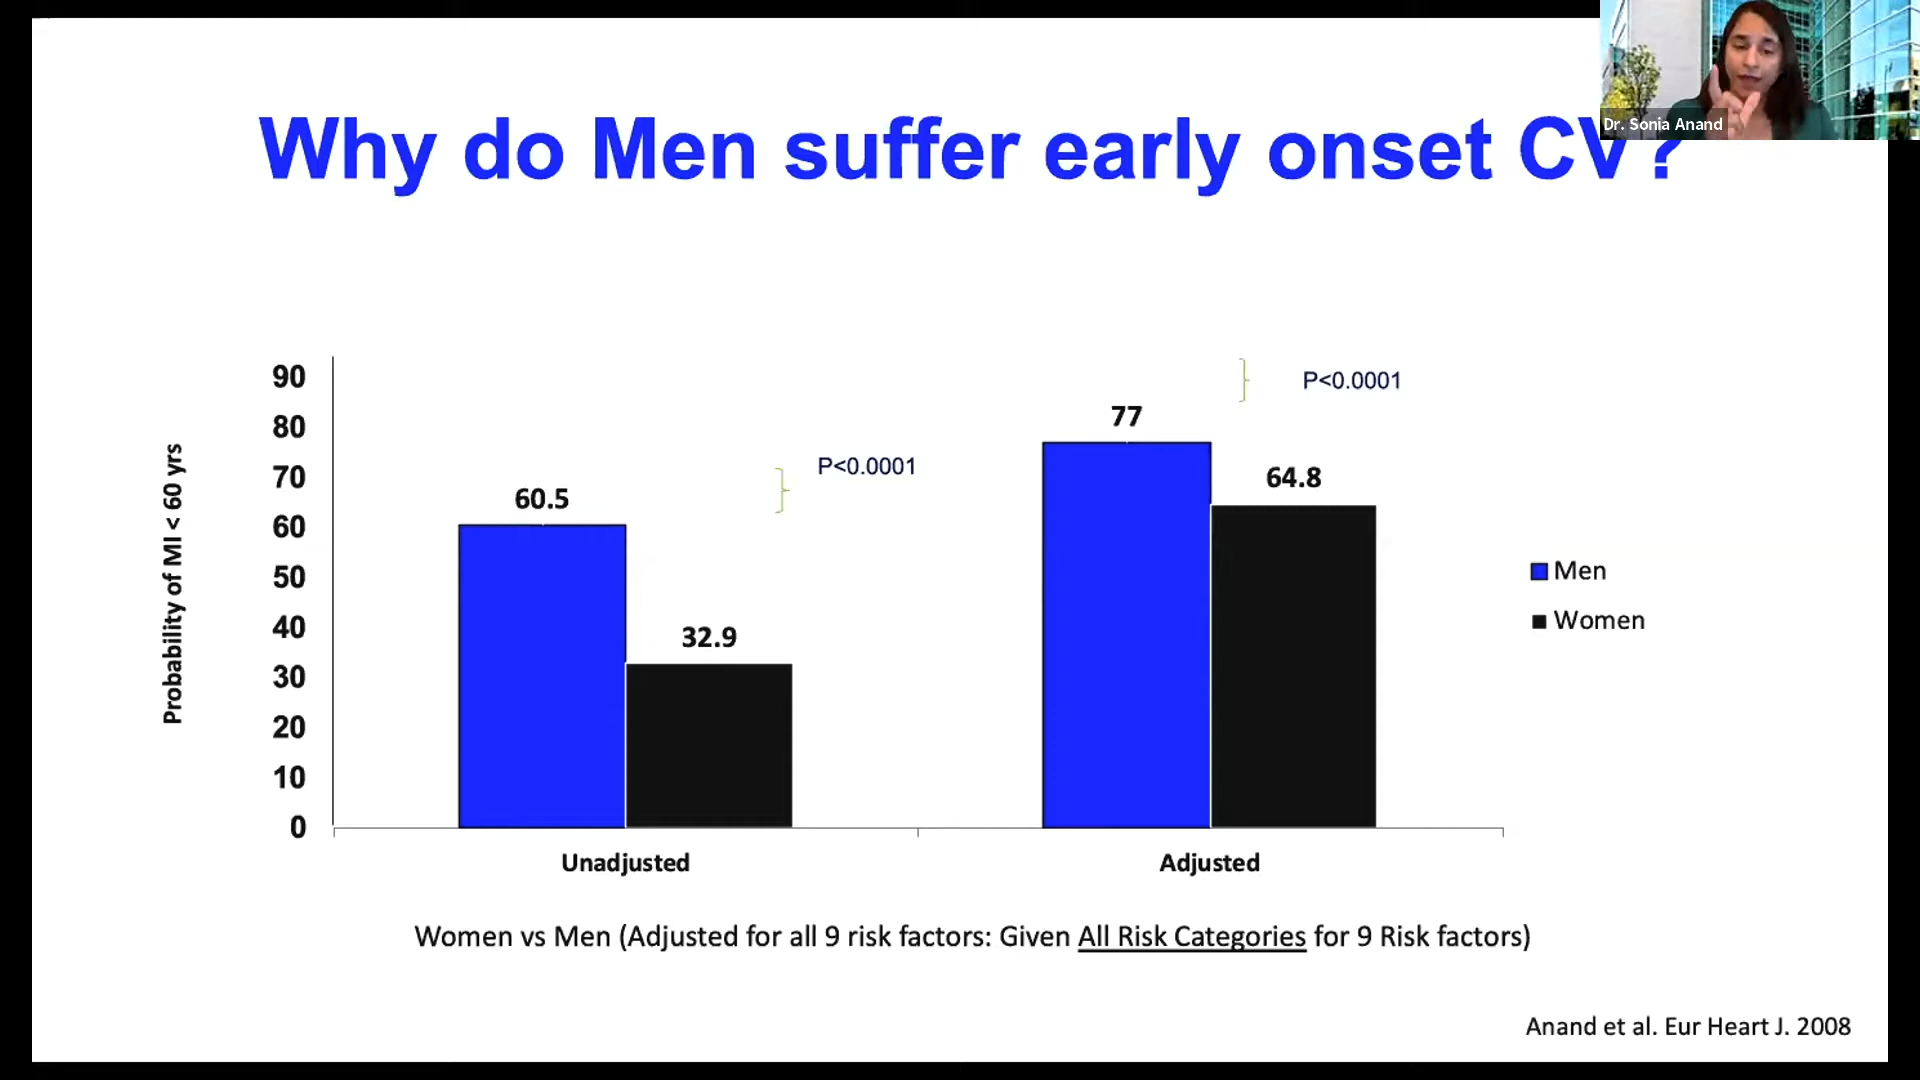 Dr. Sonia Anand
Why do Men suffer early onset CV?
Probability of MI < 60 yrs
90
80
70
60
50
40
30
20
10
0
60.5
32.9
P<0.0001
77
64.8
P<0.0001
Men
Women
Unadjusted
Adjusted
Women vs Men (Adjusted for all 9 risk factors: Given All Risk Categories for 9 Risk factors)
Anand et al. Eur Heart J. 2008